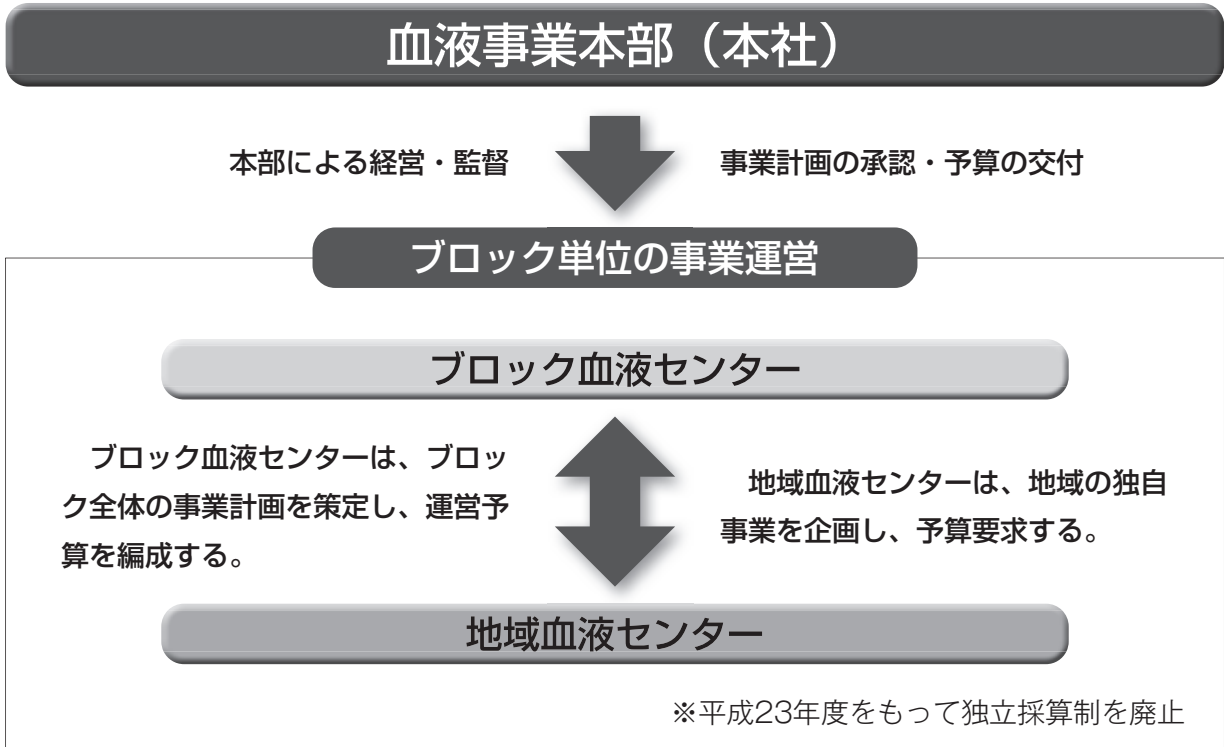 血液事業本部（本社）
本部による経営・監督
事業計画の承認・予算の交付
ブロック単位の事業運営
ブロック血液センター
ブロック血液センターは、ブロッ
ク全体の事業計画を策定し、運営予
算を編成する。
地域血液センターは、地域の独自
事業を企画し、予算要求する。
地域血液センター
※平成23年度をもって独立採算制を廃止